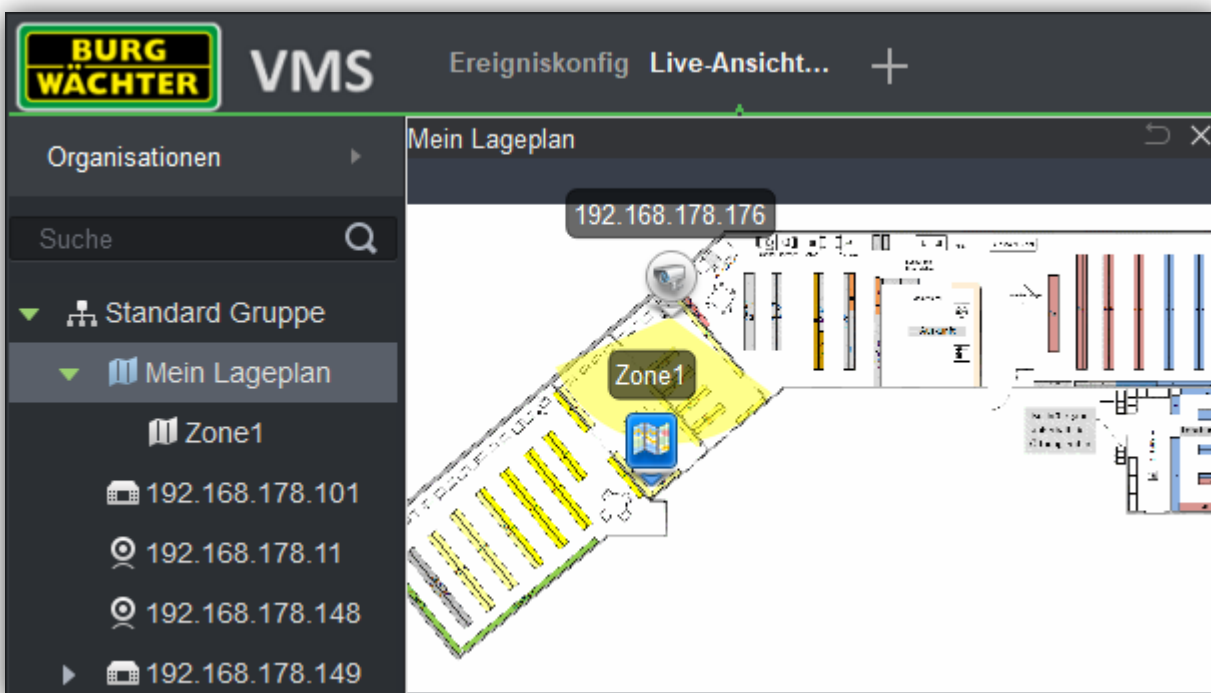 BURG
WÄCHTER
VMS
Ereigniskonfig Live-Ansicht...
Organisationen
Mein Lageplan
Suche
192.168.178.176
Standard Gruppe
Mein Lageplan
Zone1
Zone1
192.168.178.101
192.168.178.11
192.168.178.148
192.168.178.149
Auskunft